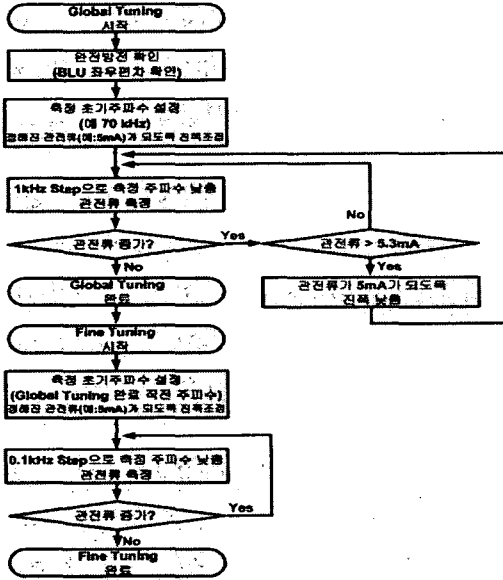 Global Tuning
시작
완전방전 확인
(BLU 좌우편차 확인)
측정 초기주파수 설정
(예 70 kHz)
정해진 관전류(예:5mA)가 되도록 진폭조정
1kHz Step으로 측정 주파수 낮춤
관전류 측정
관전류 증가?
Yes
No
관전류 > 5.3mA
No
Yes
관전류가 5mA가 되도록
진폭 낮춤
Global Tuning
완료
Fine Tuning
시작
측정 초기주파수 설정
(Global Tuning 완료 직전 주파수)
정해진 관전류(예:5mA)가 되도록 진폭조정
0.1kHz Step으로 측정 주파수 낮춤
관전류 측정
관전류 증가?
Yes
No
Fine Tuning
완료